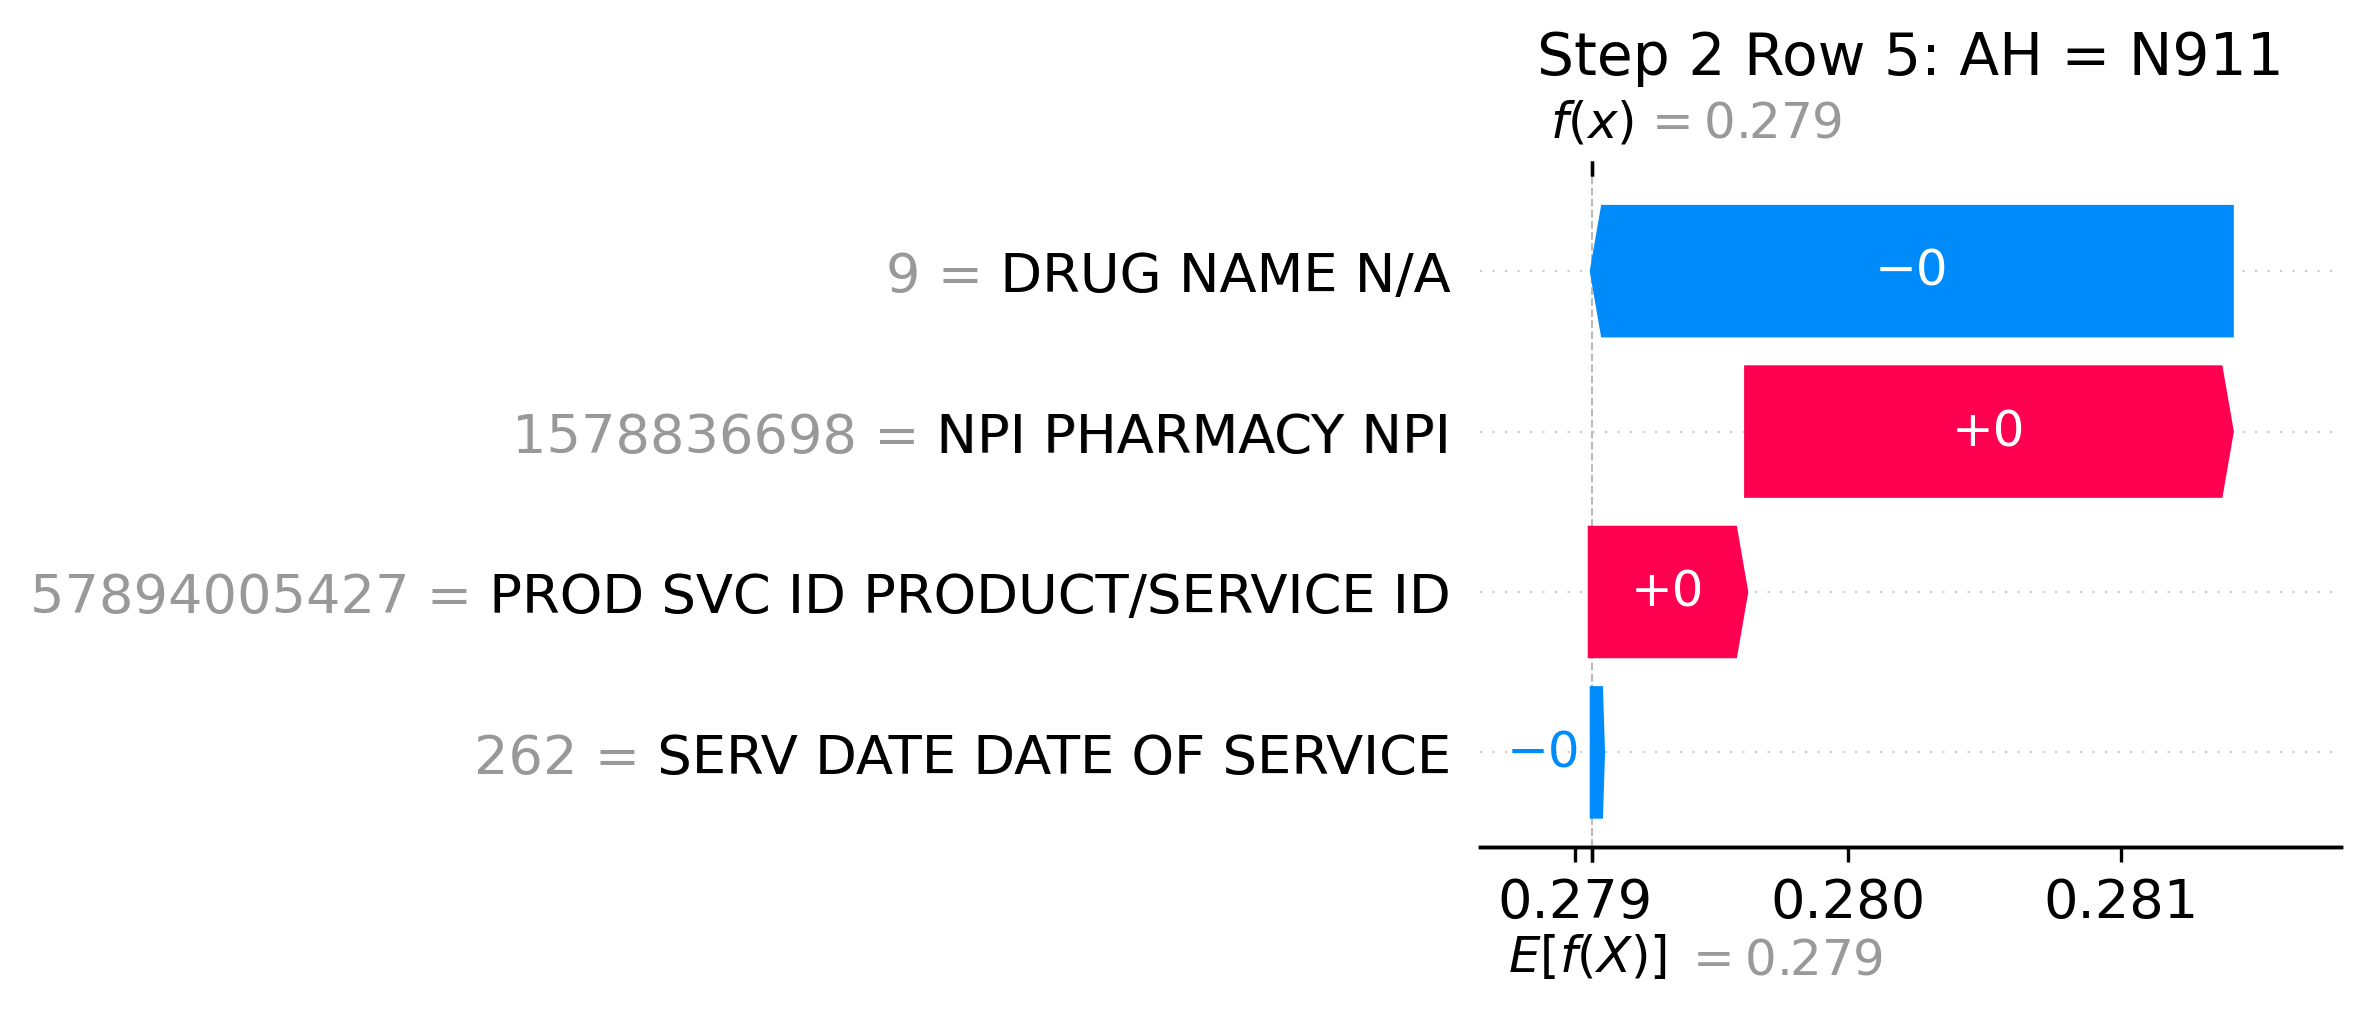 Step 2 Row 5: AH = N911
f(x) = 0.279
9 = DRUG NAME N/A
−0
1578836698 = NPI PHARMACY NPI
+0
57894005427 = PROD SVC ID PRODUCT/SERVICE ID
+0
262 = SERV DATE DATE OF SERVICE
−0
0.279 0.280 0.281
E[f(X)] = 0.279